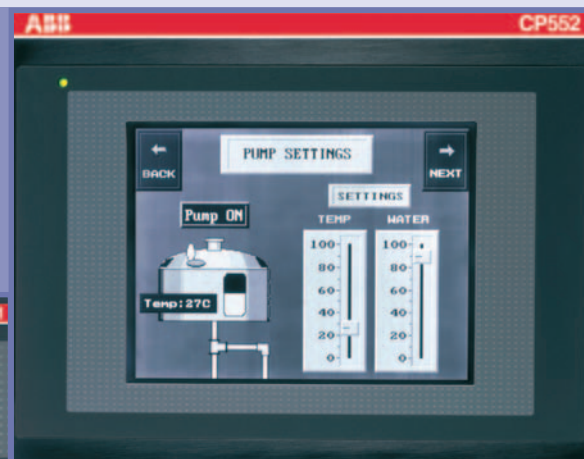 ABB CP552
← BACK
PUMP SETTINGS
→ NEXT
SETTINGS
Pump ON
TEMP WATER
100 100
80 80
Temp:27C
60 60
40 40
20 20
0 0